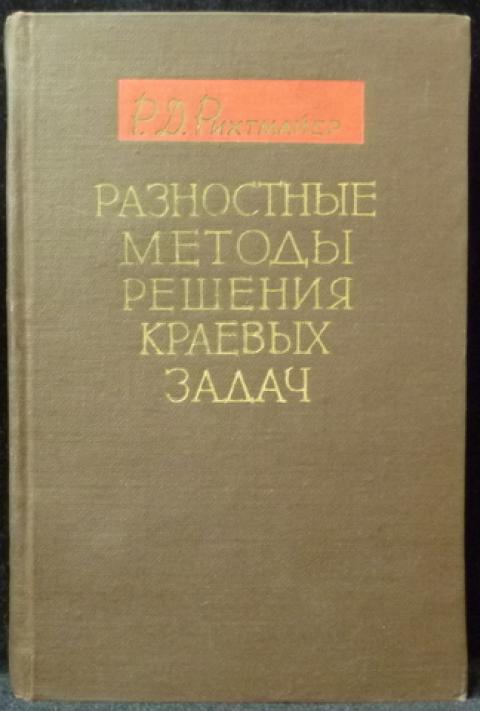 Р. Д. Рихтмайер
РАЗНОСТНЫЕ
МЕТОДЫ
РЕШЕНИЯ
КРАЕВЫХ
ЗАДАЧ